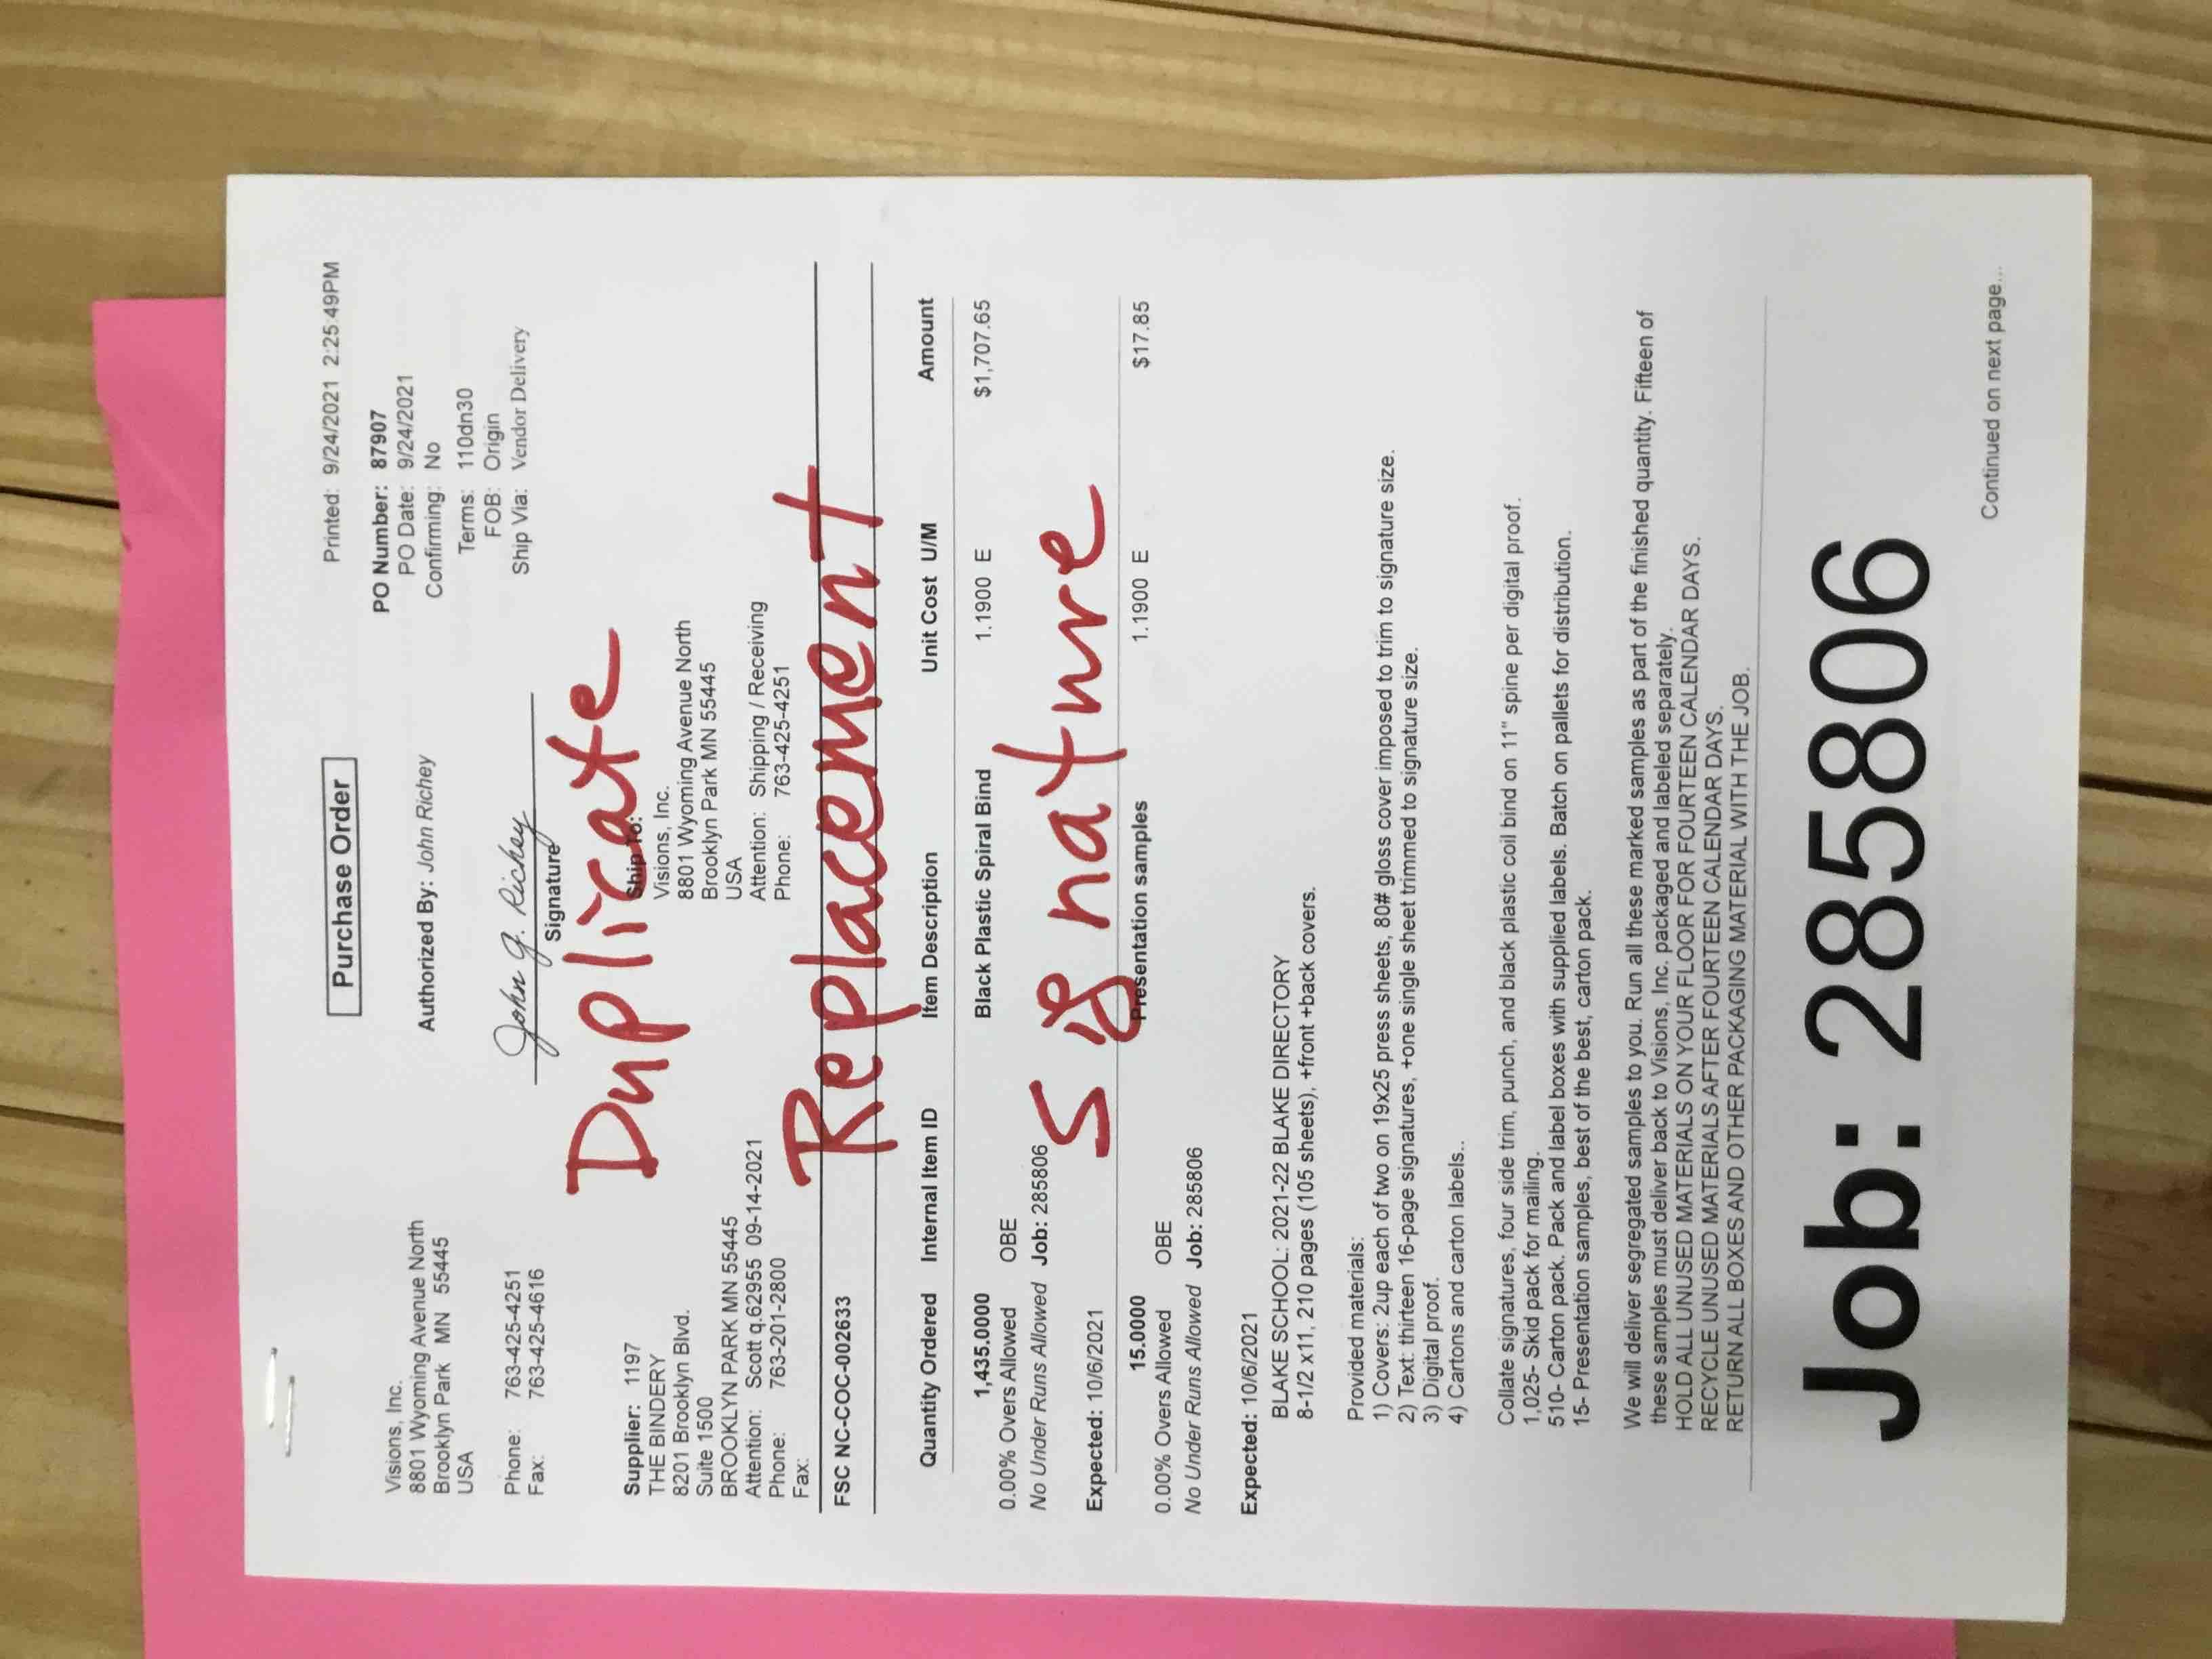 Printed: 9/24/2021 2:25:49PM
Purchase Order
Visions, Inc.
8801 Wyoming Avenue North
Brooklyn Park MN 55445
USA
Phone: 763-425-4251
Fax: 763-425-4616
Authorized By: John Richey
John J. Richey
Signature
PO Number: 87907
PO Date: 9/24/2021
Confirming: No
Terms: 110dn30
FOB: Origin
Ship Via: Vendor Delivery
Duplicate
Supplier: 1197
THE BINDERY
8201 Brooklyn Blvd.
Suite 1500
BROOKLYN PARK MN 55445
Attention: Scott q.62955 09-14-2021
Phone: 763-201-2800
Fax:
Ship To:
Visions, Inc.
8801 Wyoming Avenue North
Brooklyn Park MN 55445
USA
Attention: Shipping / Receiving
Phone: 763-425-4251
Replacement
FSC NC-COC-002633
Quantity Ordered Internal Item ID Item Description Unit Cost U/M Amount
1,435.0000 Black Plastic Spiral Bind 1.1900 E $1,707.65
0.00% Overs Allowed OBE
No Under Runs Allowed Job: 285806
signature
Expected: 10/6/2021
15.0000 Presentation samples 1.1900 E $17.85
0.00% Overs Allowed OBE
No Under Runs Allowed Job: 285806
Expected: 10/6/2021
BLAKE SCHOOL: 2021-22 BLAKE DIRECTORY
8-1/2 x11, 210 pages (105 sheets), +front +back covers.
Provided materials:
1) Covers: 2up each of two on 19x25 press sheets, 80# gloss cover imposed to trim to signature size.
2) Text: thirteen 16-page signatures, +one single sheet trimmed to signature size.
3) Digital proof.
4) Cartons and carton labels..
Collate signatures, four side trim, punch, and black plastic coil bind on 11" spine per digital proof.
1,025- Skid pack for mailing.
510- Carton pack. Pack and label boxes with supplied labels. Batch on pallets for distribution.
15- Presentation samples, best of the best, carton pack.
We will deliver segregated samples to you. Run all these marked samples as part of the finished quantity. Fifteen of
these samples must deliver back to Visions, Inc. packaged and labeled separately.
HOLD ALL UNUSED MATERIALS ON YOUR FLOOR FOR FOURTEEN CALENDAR DAYS.
RECYCLE UNUSED MATERIALS AFTER FOURTEEN CALENDAR DAYS.
RETURN ALL BOXES AND OTHER PACKAGING MATERIAL WITH THE JOB.
Job: 285806
Continued on next page...